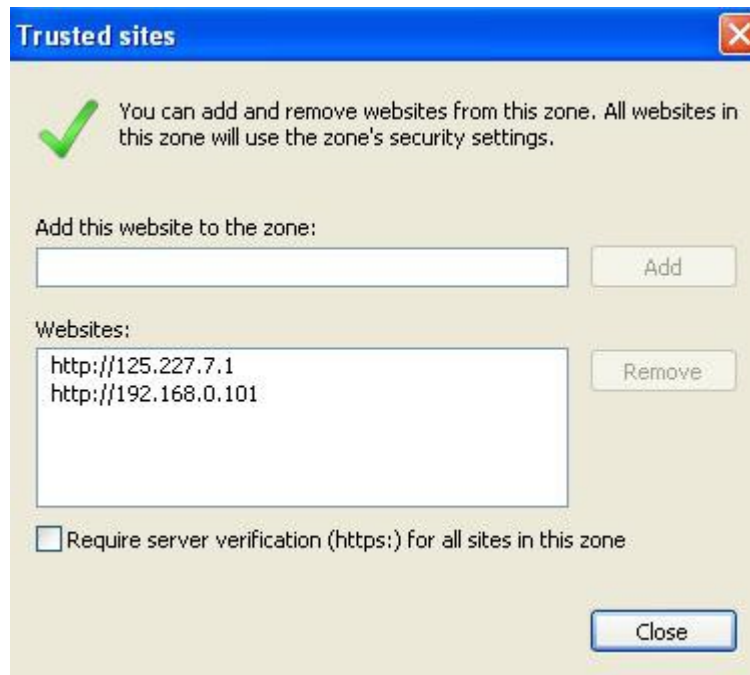 Trusted sites
You can add and remove websites from this zone. All websites in
this zone will use the zone's security settings.
Add this website to the zone:
Add
Websites:
http://125.227.7.1
http://192.168.0.101
Remove
Require server verification (https:) for all sites in this zone
Close